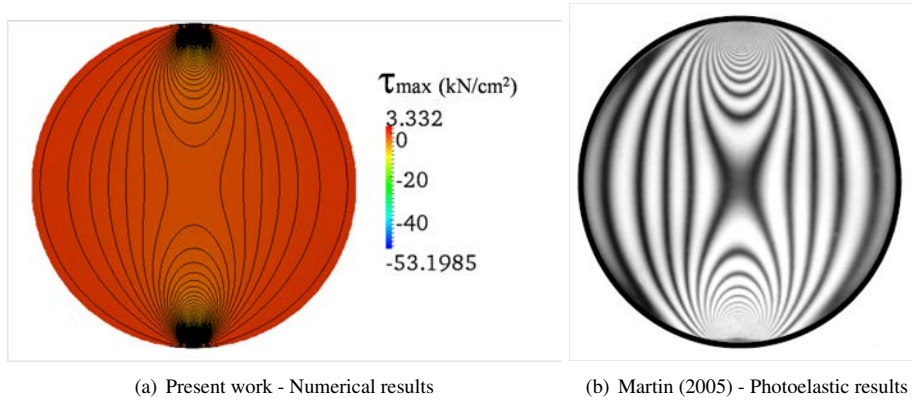 τmax (kN/cm²)
3.332
0
-20
-40
-53.1985
(a) Present work - Numerical results
(b) Martin (2005) - Photoelastic results